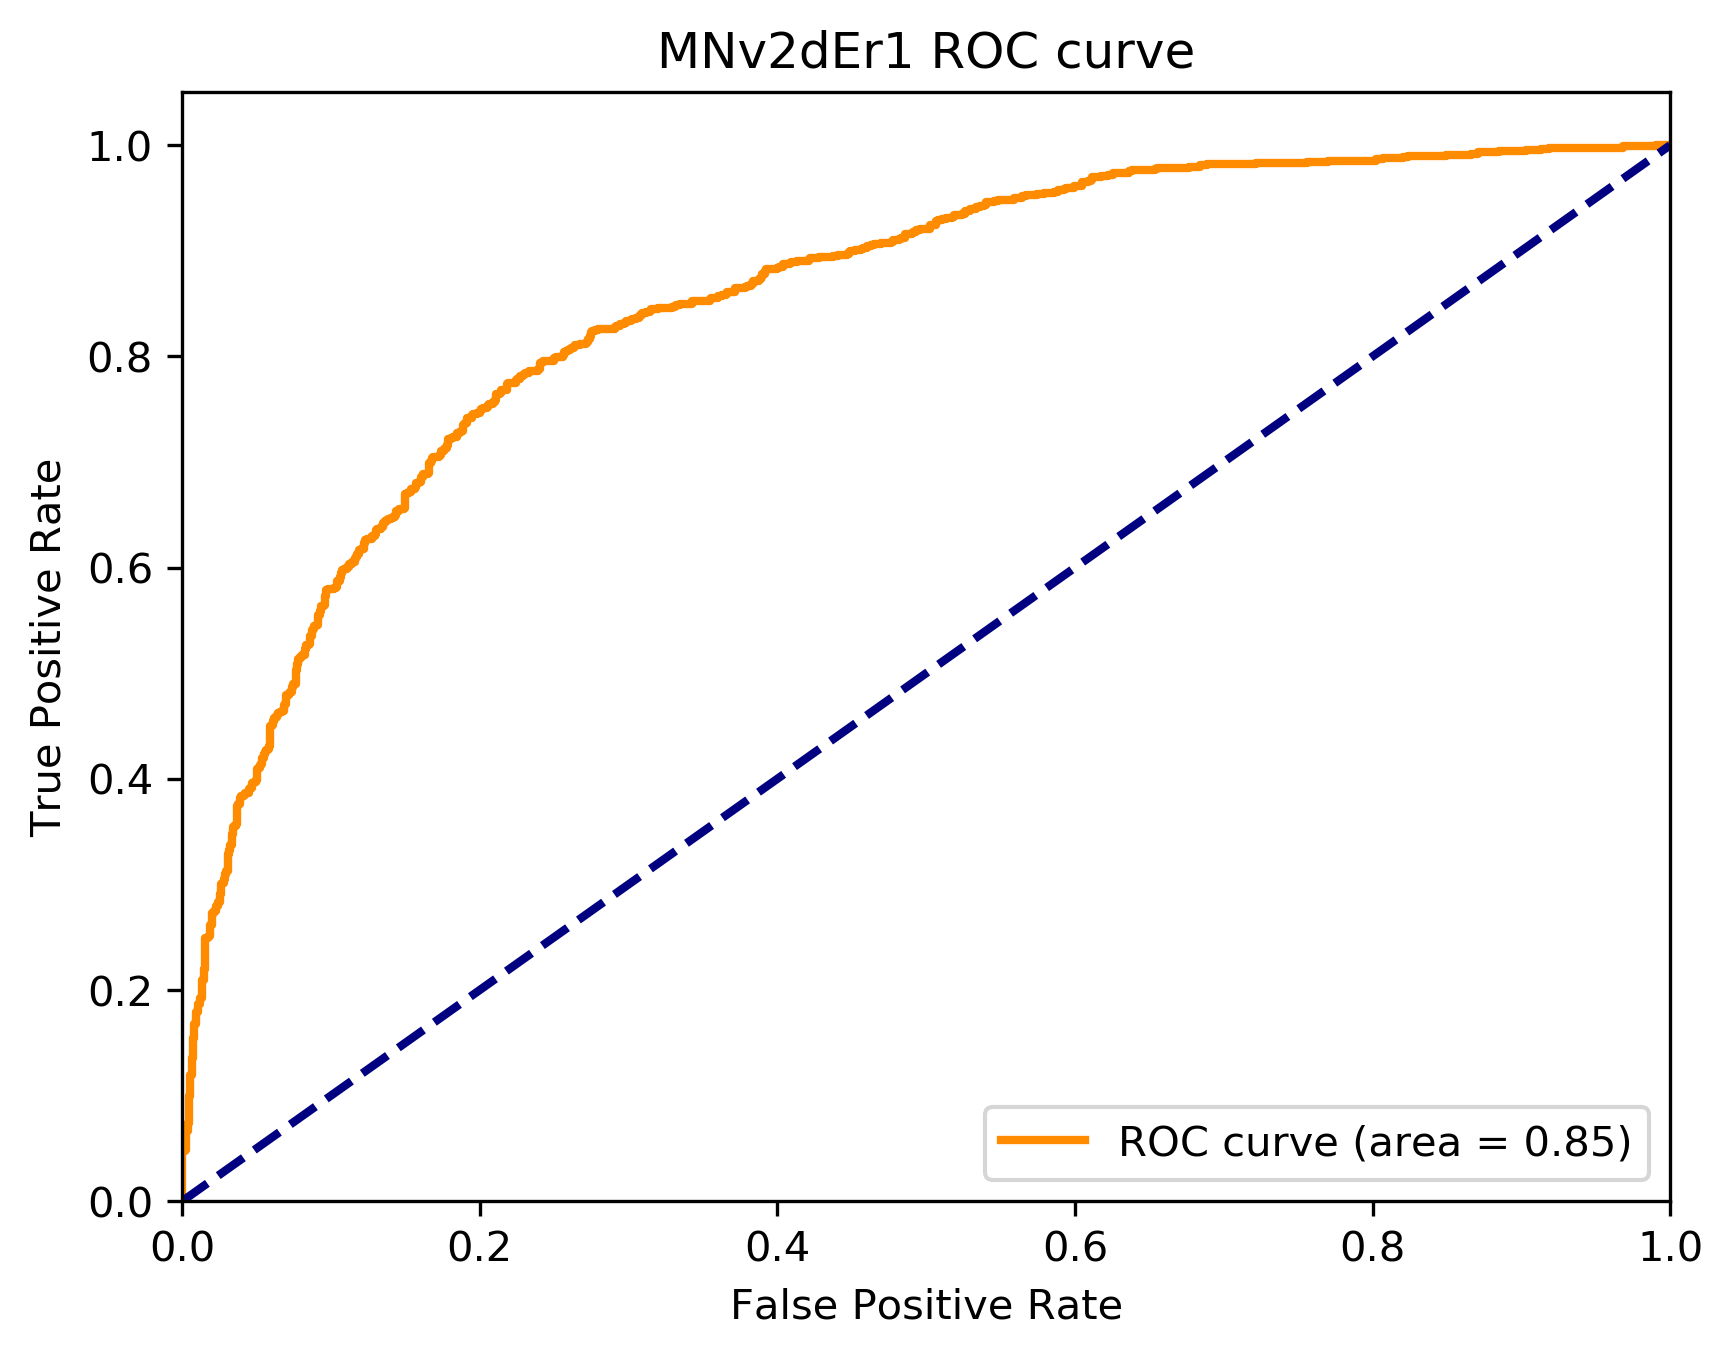 MNv2dEr1 ROC curve
1.0
0.8
0.6
0.4
0.2
0.0
True Positive Rate
ROC curve (area = 0.85)
0.0 0.2 0.4 0.6 0.8 1.0
False Positive Rate